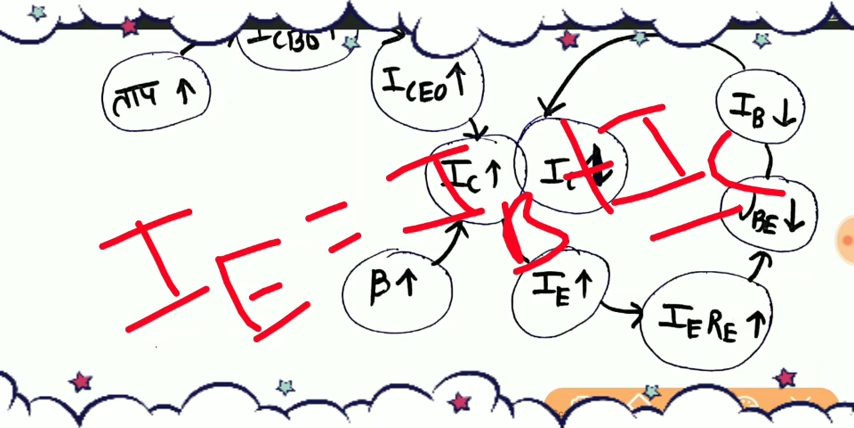 I_CBO ↑
ताप ↑
I_CEO ↑
I_B ↓
I_C ↑
I_C ↓
V_BE ↓
I_E = I_B + I_C
β ↑
I_E ↑
I_E R_E ↑